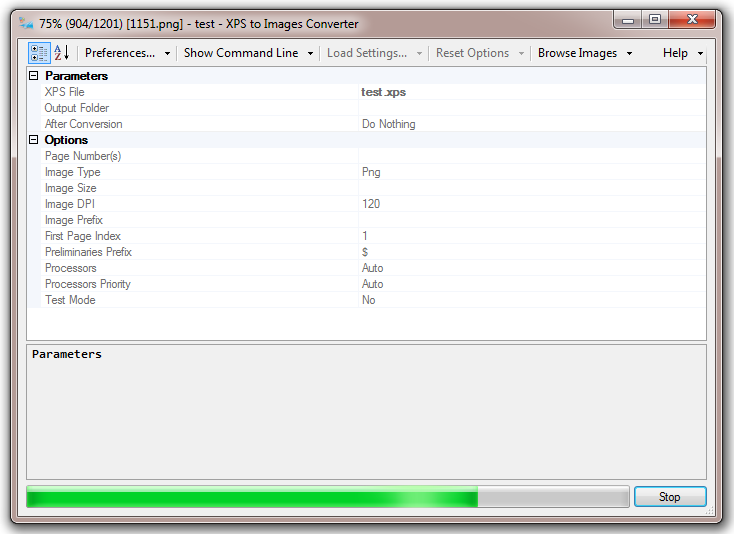 75% (904/1201) [1151.png] - test - XPS to Images Converter
Preferences... Show Command Line Load Settings... Reset Options Browse Images Help
Parameters
XPS File test.xps
Output Folder
After Conversion Do Nothing
Options
Page Number(s)
Image Type Png
Image Size
Image DPI 120
Image Prefix
First Page Index 1
Preliminaries Prefix $
Processors Auto
Processors Priority Auto
Test Mode No
Parameters
Stop